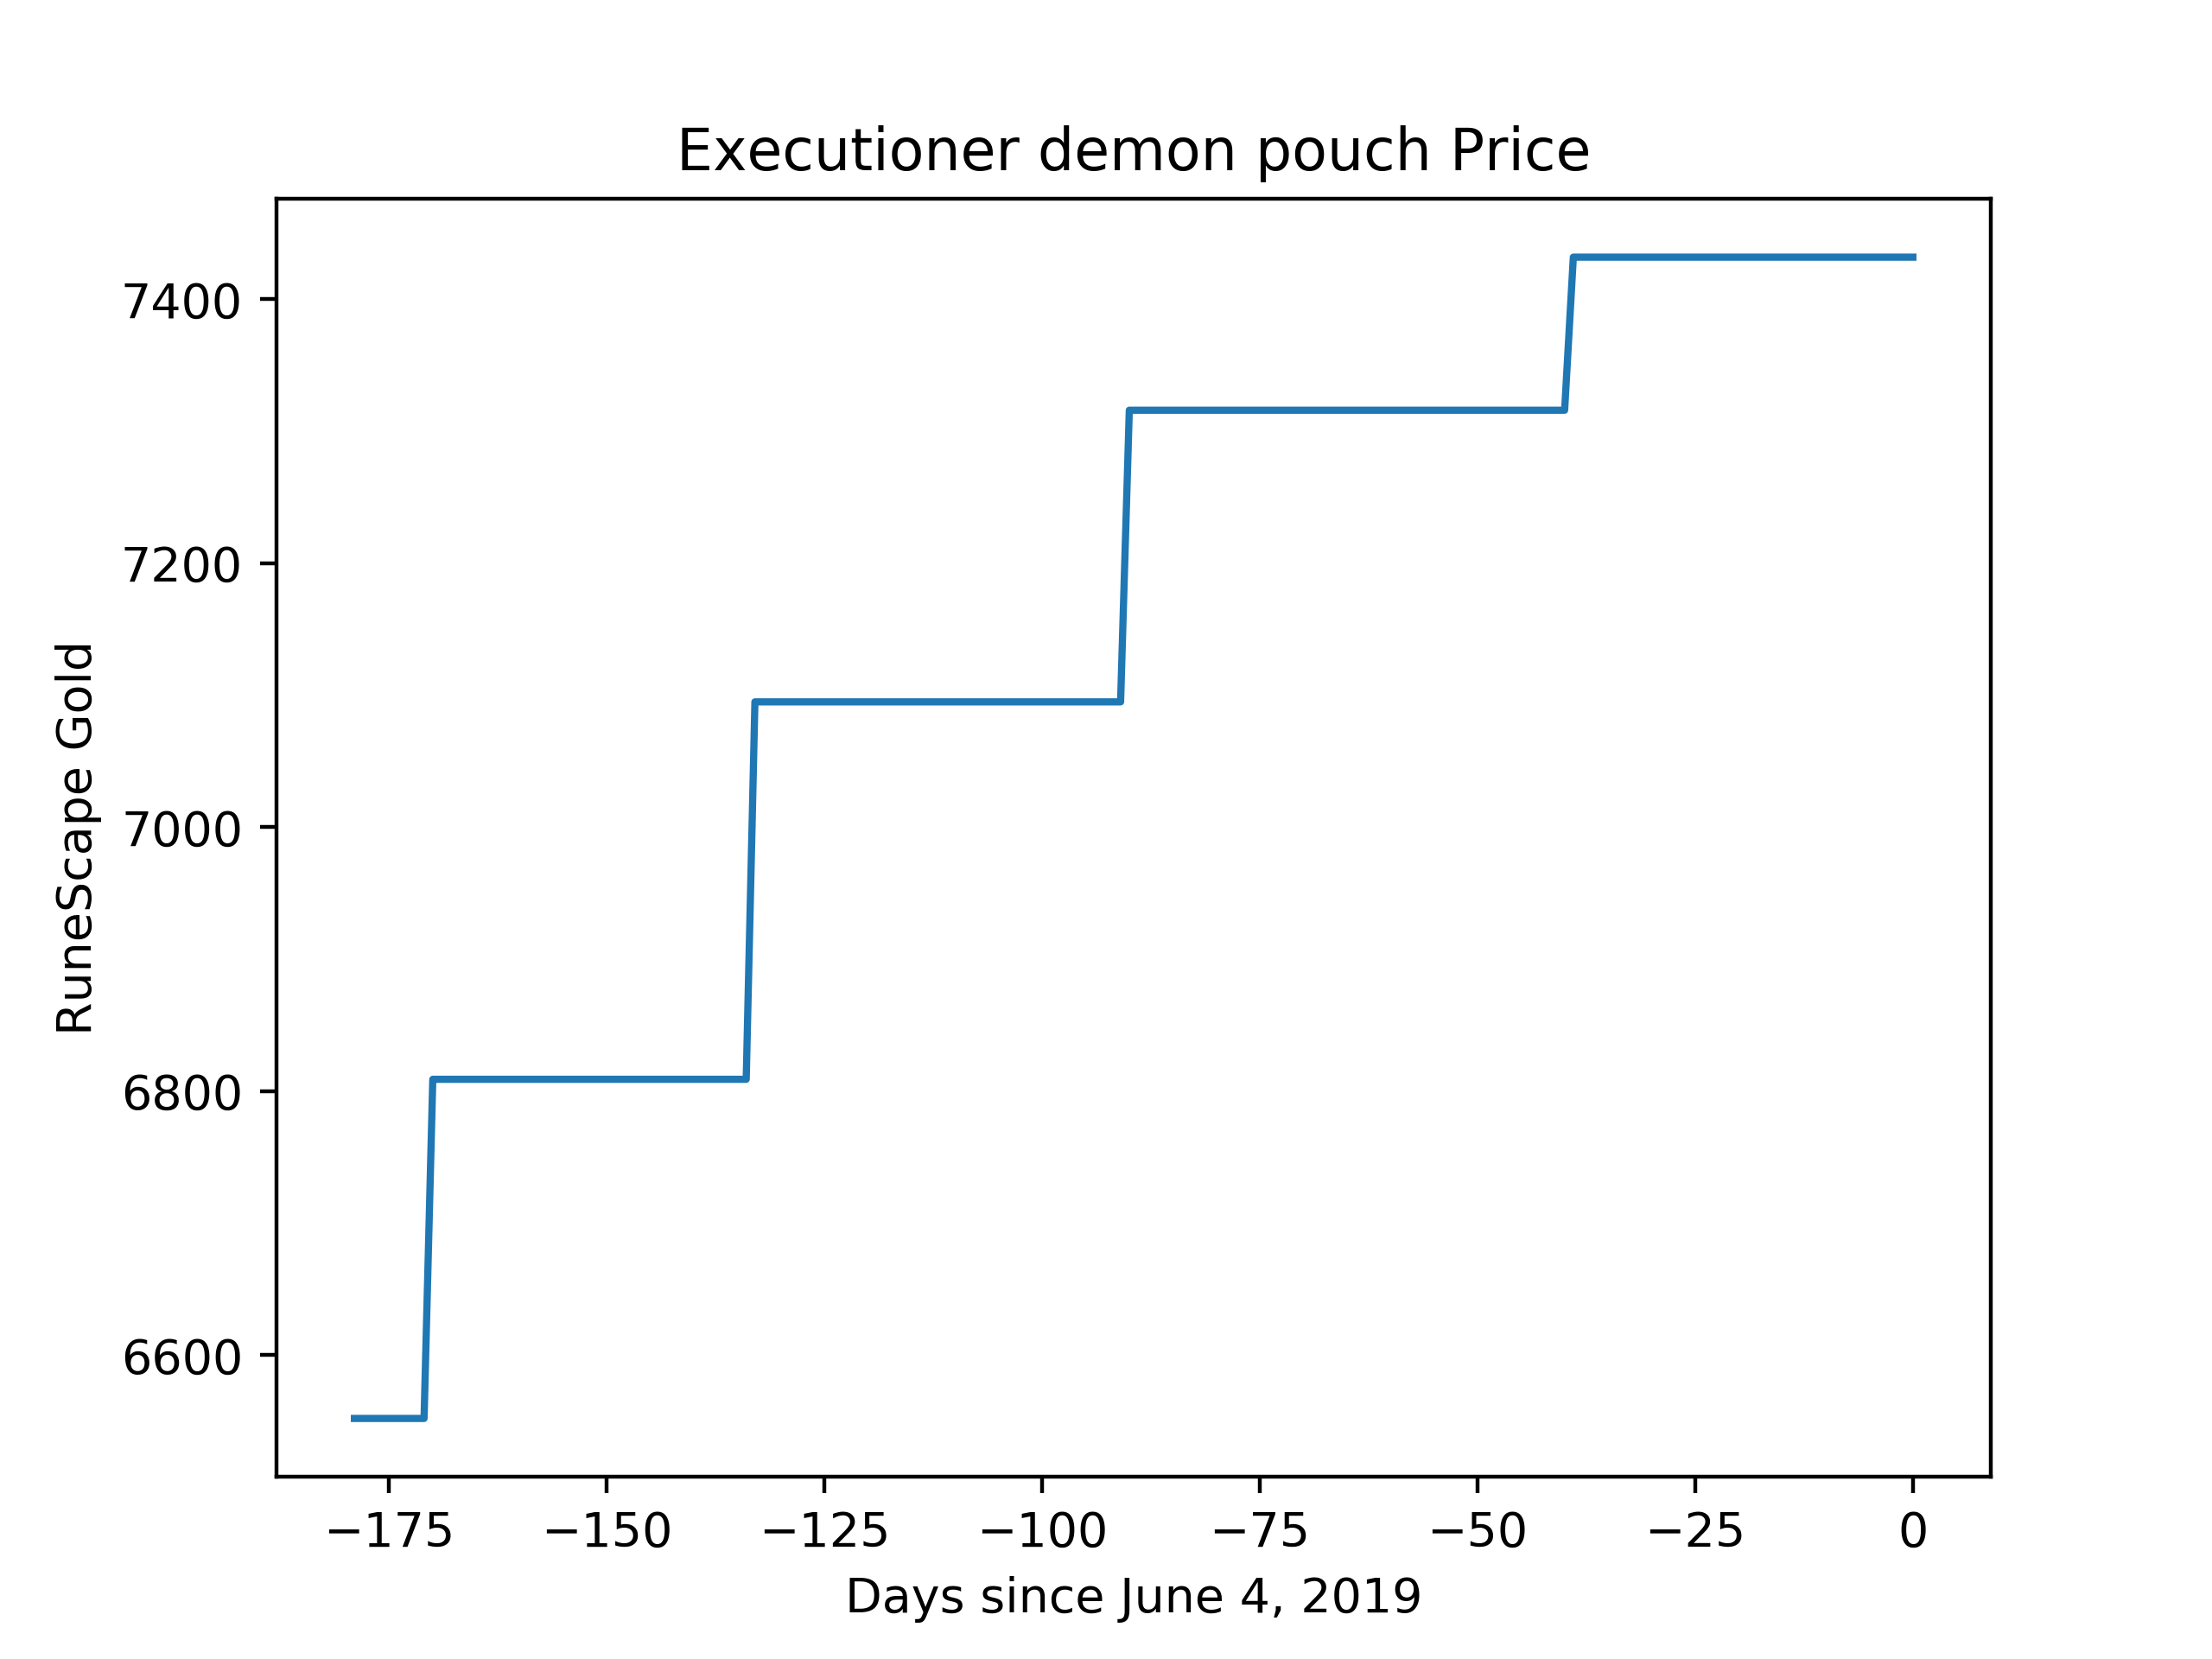 Executioner demon pouch Price
RuneScape Gold
7400
7200
7000
6800
6600
−175 −150 −125 −100 −75 −50 −25 0
Days since June 4, 2019